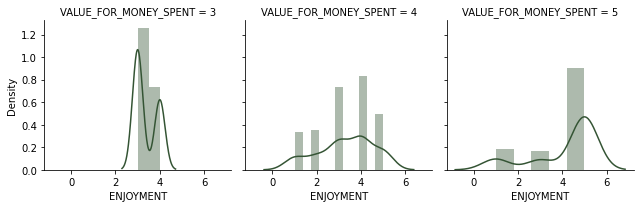 VALUE_FOR_MONEY_SPENT = 3
VALUE_FOR_MONEY_SPENT = 4
VALUE_FOR_MONEY_SPENT = 5
Density
1.2
1.0
0.8
0.6
0.4
0.2
0.0
0 2 4 6
0 2 4 6
0 2 4 6
ENJOYMENT
ENJOYMENT
ENJOYMENT